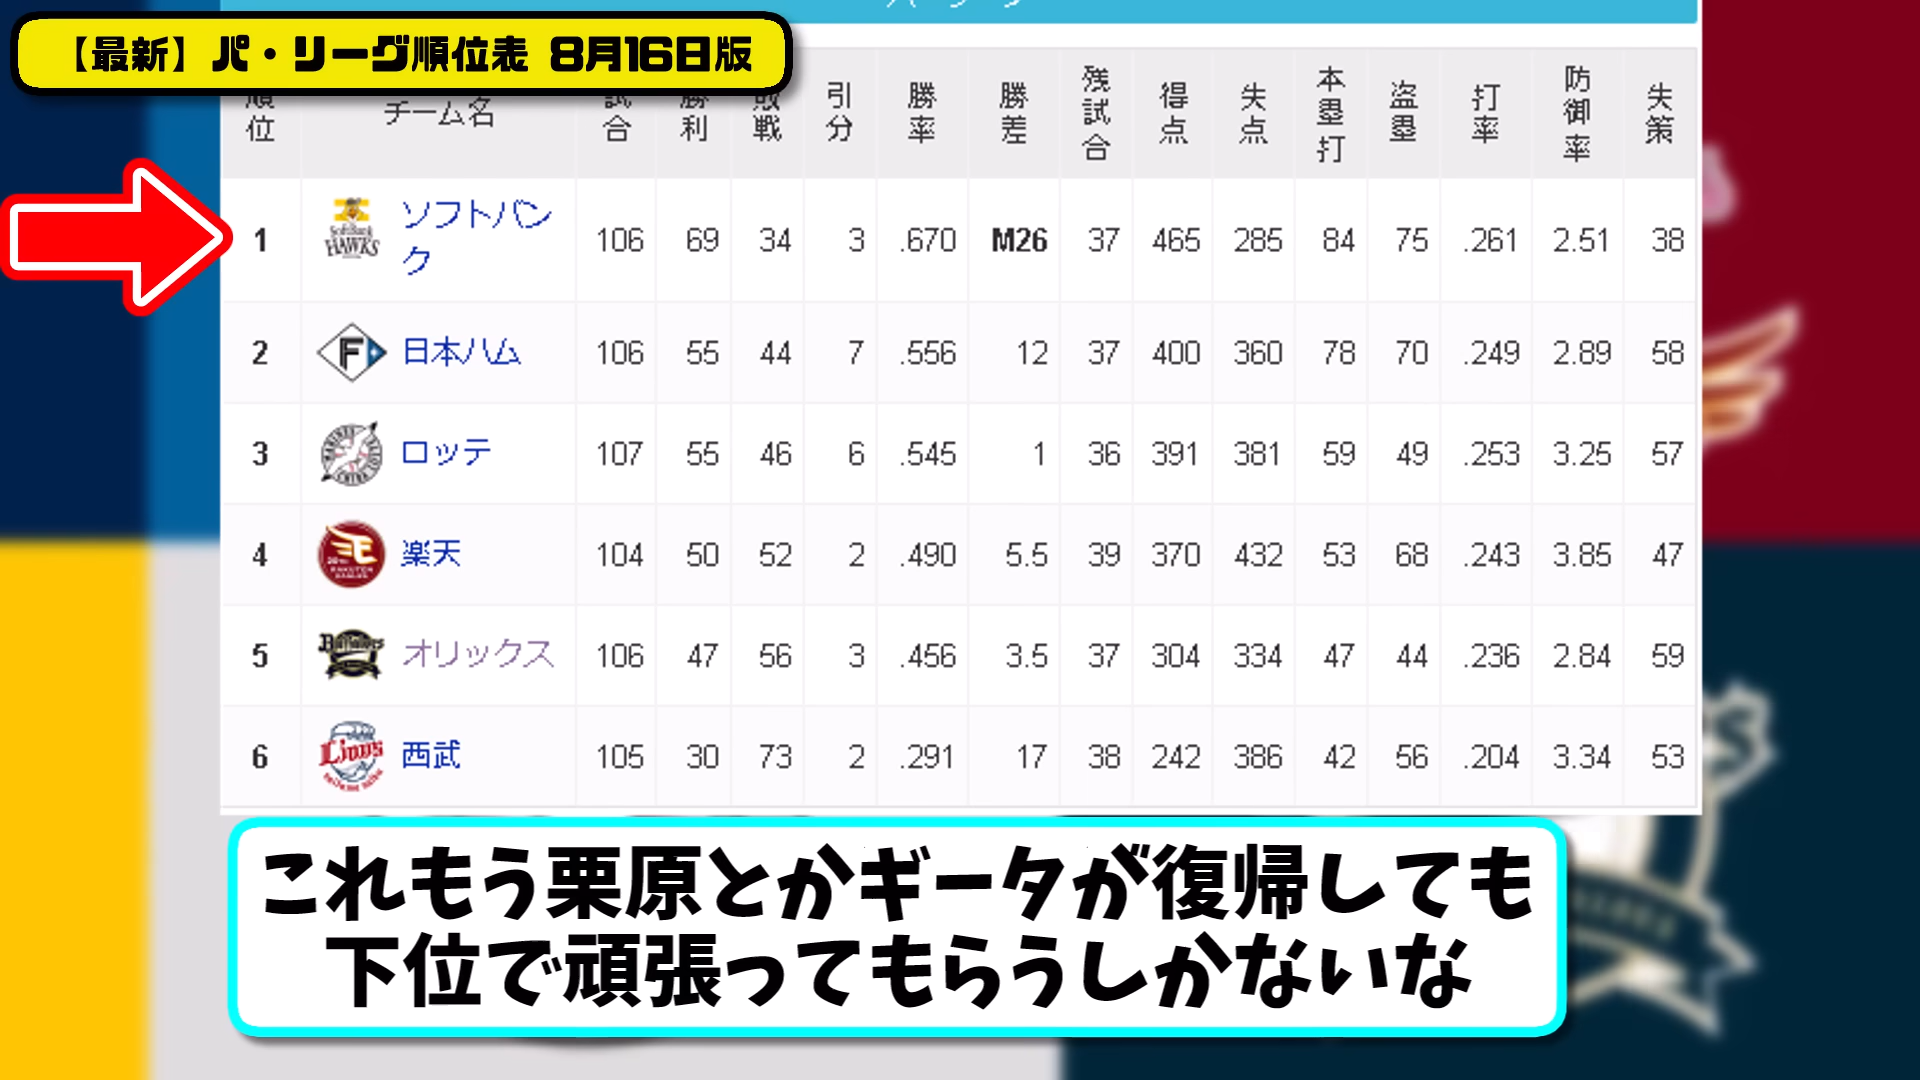 【最新】パ・リーグ順位表 8月16日版
順位 チーム名 試合 勝利 敗戦 引分 勝率 勝差 残試合 得点 失点 本塁打 盗塁 打率 防御率 失策
1 SoftBank HAWKS ソフトバンク 106 69 34 3 .670 M26 37 465 285 84 75 .261 2.51 38
2 F 日本ハム 106 55 44 7 .556 12 37 400 360 78 70 .249 2.89 58
3 ロッテ 107 55 46 6 .545 1 36 391 381 59 49 .253 3.25 57
4 E 楽天 104 50 52 2 .490 5.5 39 370 432 53 68 .243 3.85 47
5 Buffaloes オリックス 106 47 56 3 .456 3.5 37 304 334 47 44 .236 2.84 59
6 Lions 西武 105 30 73 2 .291 17 38 242 386 42 56 .204 3.34 53
これもう栗原とかギータが復帰しても
下位で頑張ってもらうしかないな